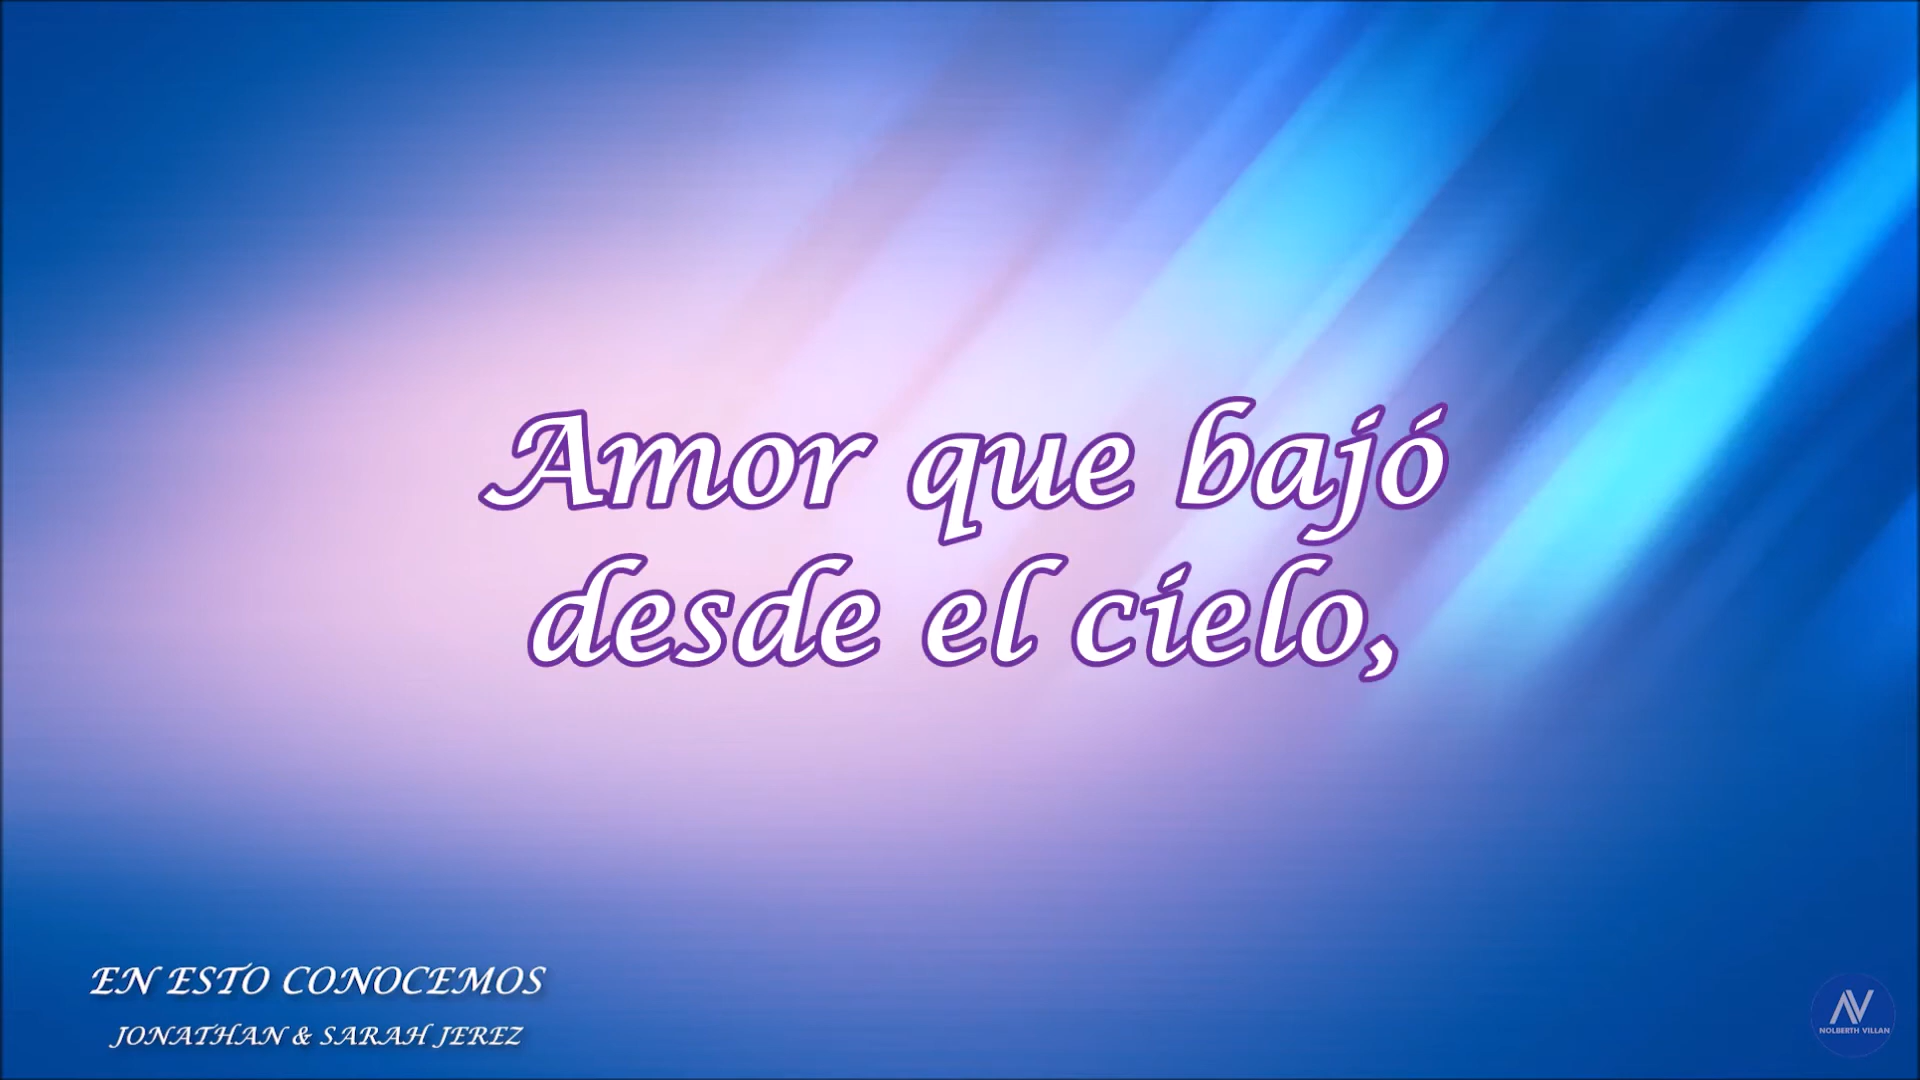 Amor que bajó
desde el cielo,
EN ESTO CONOCEMOS
JONATHAN & SARAH JEREZ
NOLBERTH VILLAN